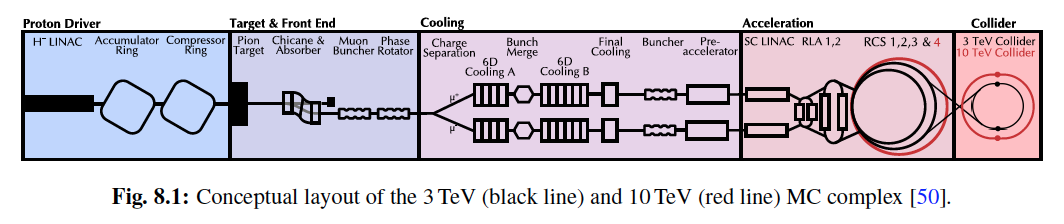 Proton Driver
Target & Front End
Cooling
Acceleration
Collider
H⁻ LINAC
Accumulator
Ring
Compressor
Ring
Pion
Target
Chicane &
Absorber
Muon
Buncher
Phase
Rotator
Charge
Separation
6D
Cooling A
Bunch
Merge
6D
Cooling B
Final
Cooling
Buncher
Pre-
accelerator
SC LINAC
RLA 1,2
RCS 1,2,3 & 4
3 TeV Collider
10 TeV Collider
μ⁺
μ⁻
Fig. 8.1: Conceptual layout of the 3 TeV (black line) and 10 TeV (red line) MC complex [50].